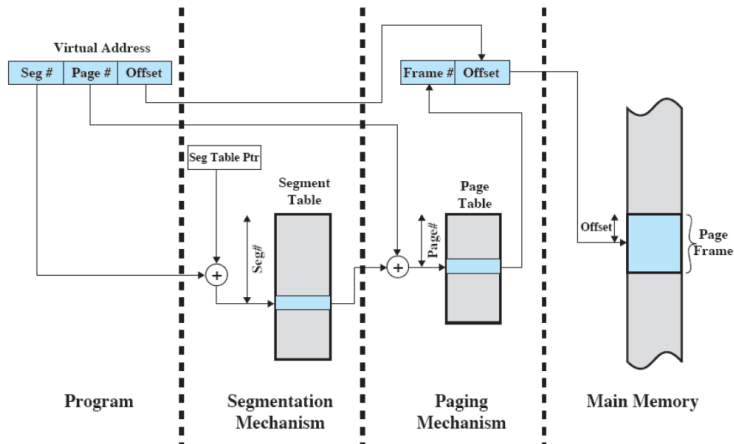 Virtual Address
Seg # Page # Offset
Frame # Offset
Seg Table Ptr
Segment
Table
Page
Table
Seg#
Page#
Offset
Page
Frame
+
+
Program
Segmentation
Mechanism
Paging
Mechanism
Main Memory